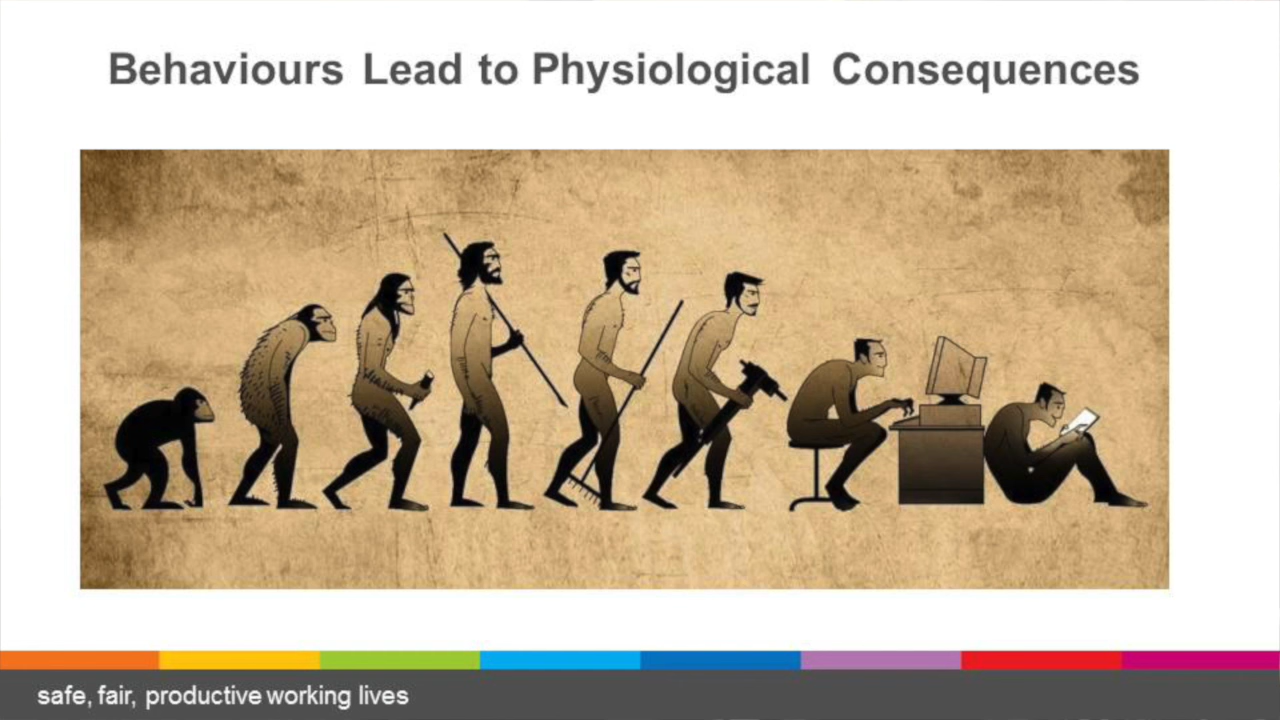 Behaviours Lead to Physiological Consequences
safe, fair, productive working lives